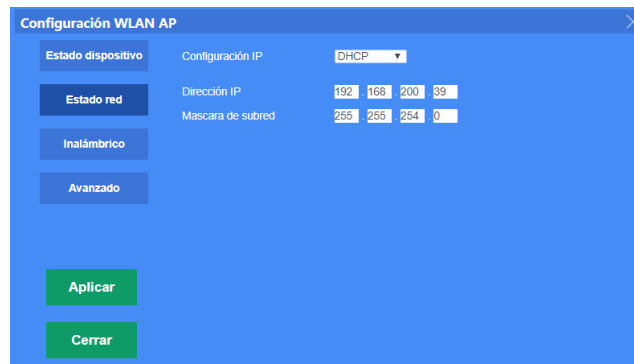 Configuración WLAN AP
Estado dispositivo
Configuración IP DHCP
Estado red
Dirección IP 192 . 168 . 200 . 39
Mascara de subred 255 . 255 . 254 . 0
Inalámbrico
Avanzado
Aplicar
Cerrar